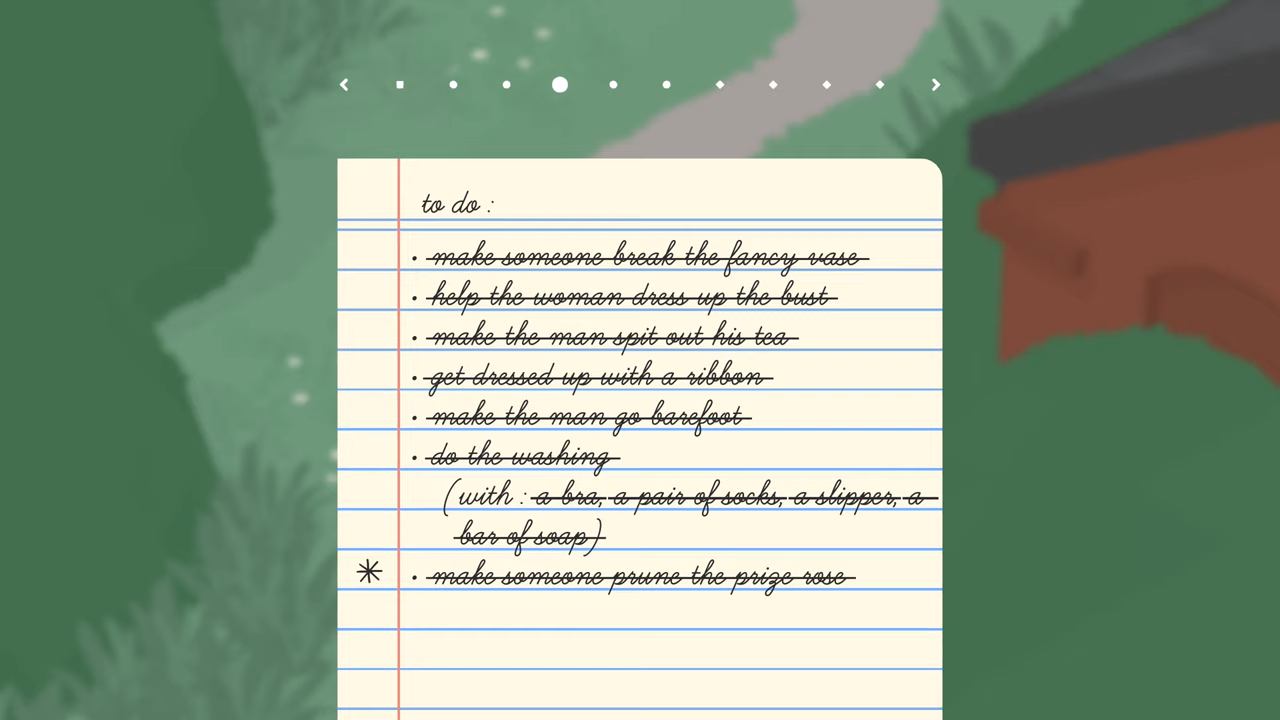 to do :
• make someone break the fancy vase
• help the woman dress up the bust
• make the man spit out his tea
• get dressed up with a ribbon
• make the man go barefoot
• do the washing
(with : a bra, a pair of socks, a slipper, a
bar of soap)
• make someone prune the prize rose